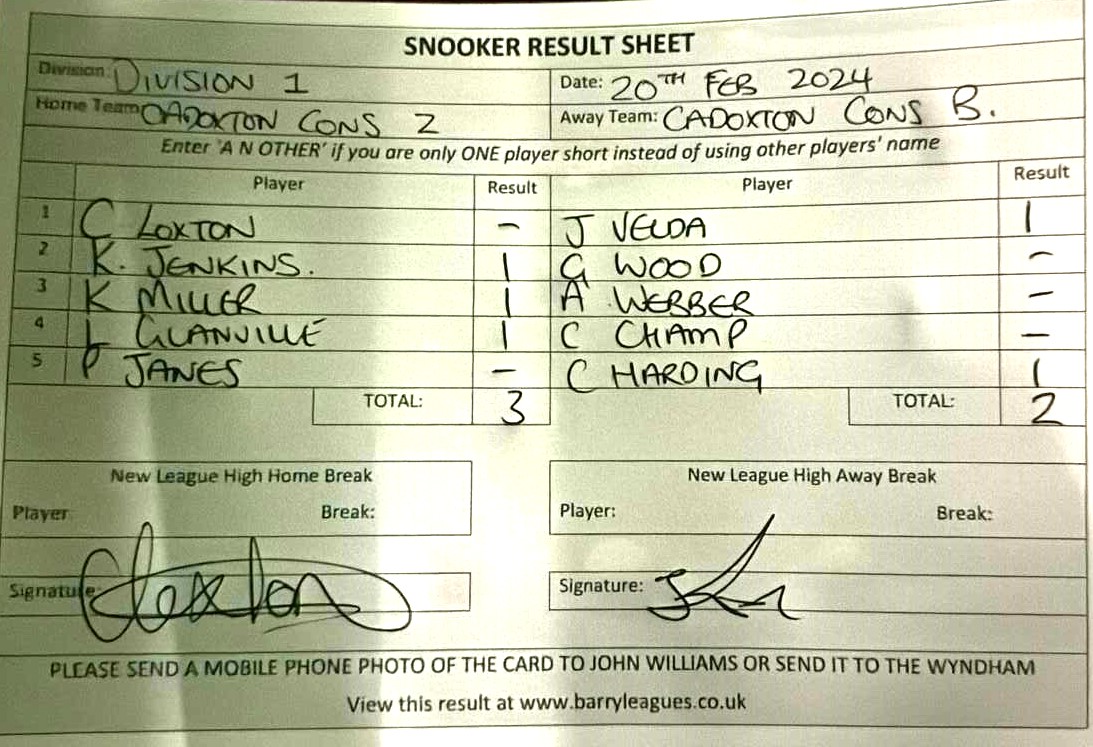 SNOOKER RESULT SHEET
Division: DIVISION 1 Date: 20TH FEB 2024
Home Team CADOXTON CONS 2 Away Team: CADOXTON CONS B.
Enter 'A N OTHER' if you are only ONE player short instead of using other players' name
Player Result Player Result
1 C LOXTON - J VELDA 1
2 K. JENKINS. 1 G WOOD -
3 K MILLER 1 A WEBBER -
4 L GLANVILLE 1 C CHAMP -
5 P JANES - C HARDING 1
TOTAL: 3 TOTAL: 2
New League High Home Break New League High Away Break
Player Break: Player: Break:
Signature: CLoxton Signature:
PLEASE SEND A MOBILE PHONE PHOTO OF THE CARD TO JOHN WILLIAMS OR SEND IT TO THE WYNDHAM
View this result at www.barryleagues.co.uk